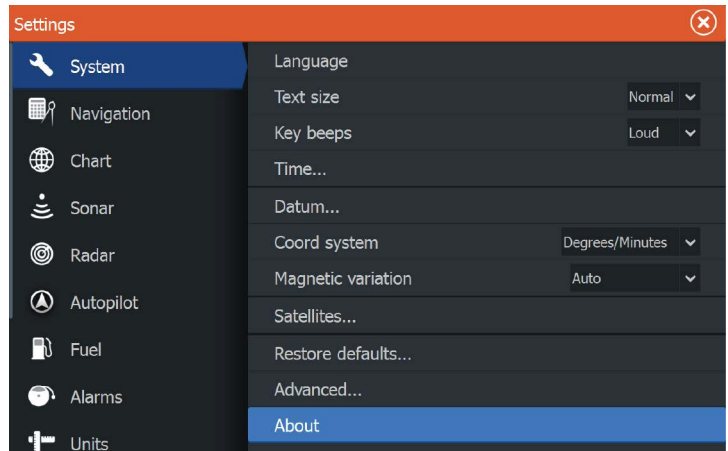 Settings
System
Navigation
Chart
Sonar
Radar
Autopilot
Fuel
Alarms
Units
Language
Text size Normal
Key beeps Loud
Time...
Datum...
Coord system Degrees/Minutes
Magnetic variation Auto
Satellites...
Restore defaults...
Advanced...
About